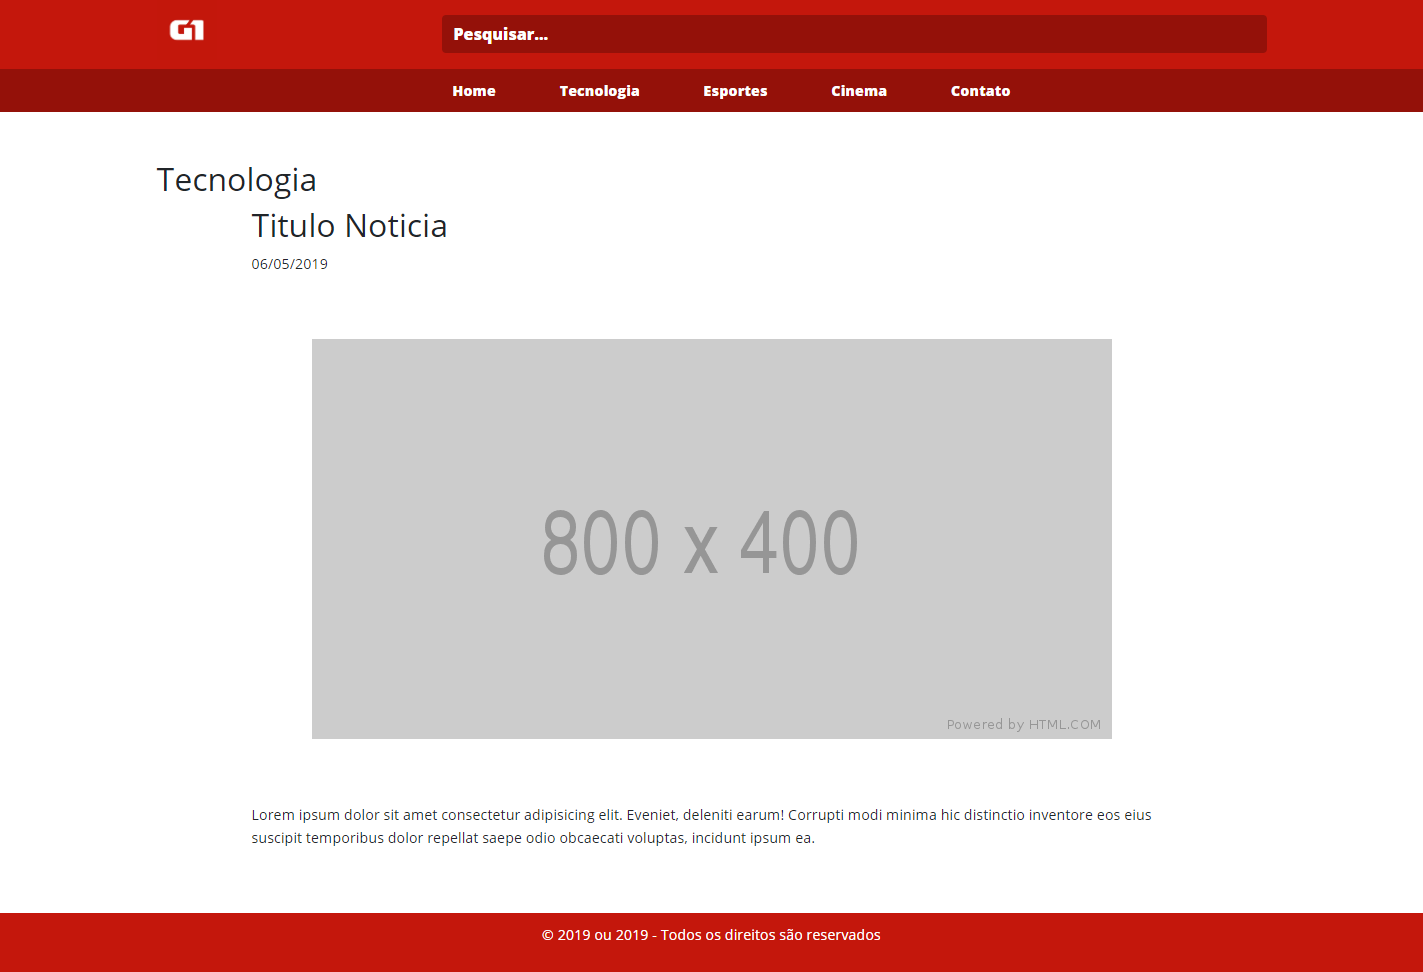 G1
Pesquisar...
Home Tecnologia Esportes Cinema Contato
Tecnologia
Titulo Noticia
06/05/2019
800 x 400
Powered by HTML.COM
Lorem ipsum dolor sit amet consectetur adipisicing elit. Eveniet, deleniti earum! Corrupti modi minima hic distinctio inventore eos eius
suscipit temporibus dolor repellat saepe odio obcaecati voluptas, incidunt ipsum ea.
© 2019 ou 2019 - Todos os direitos são reservados